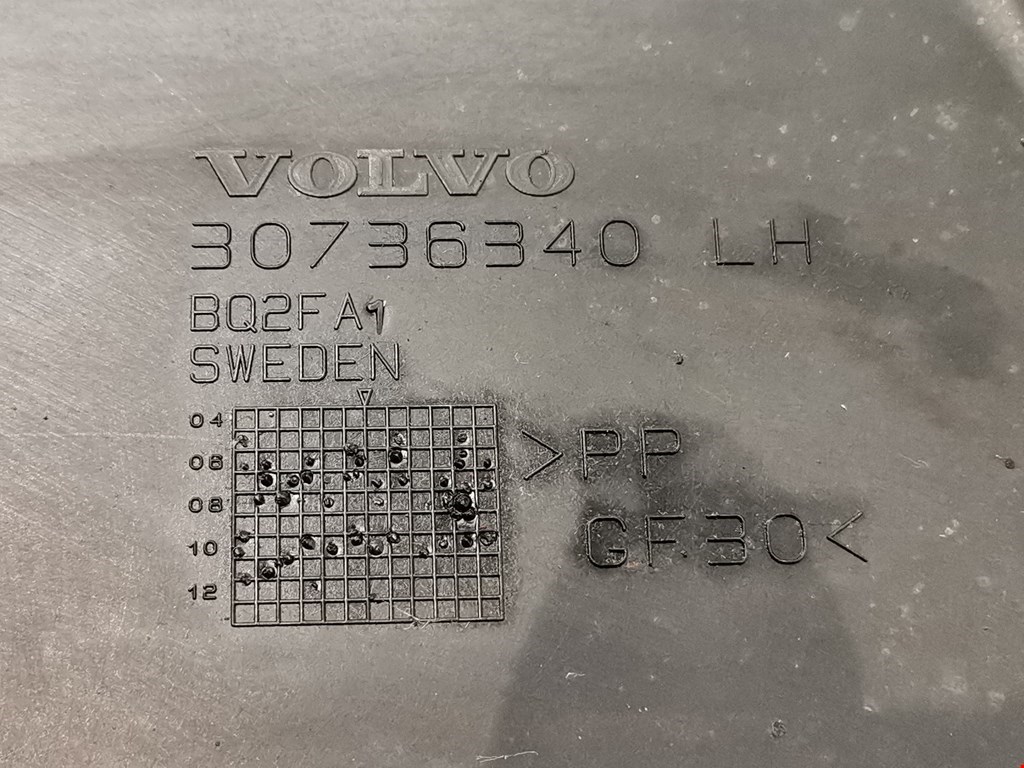 VOLVO
30736340 LH
BQ2FA1
SWEDEN
04
06
08
10
12
>PP
GF30<